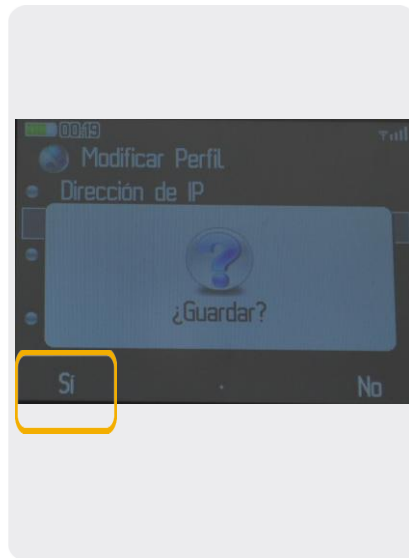 00:19
Modificar Perfil
Dirección de IP
¿Guardar?
Sí
No